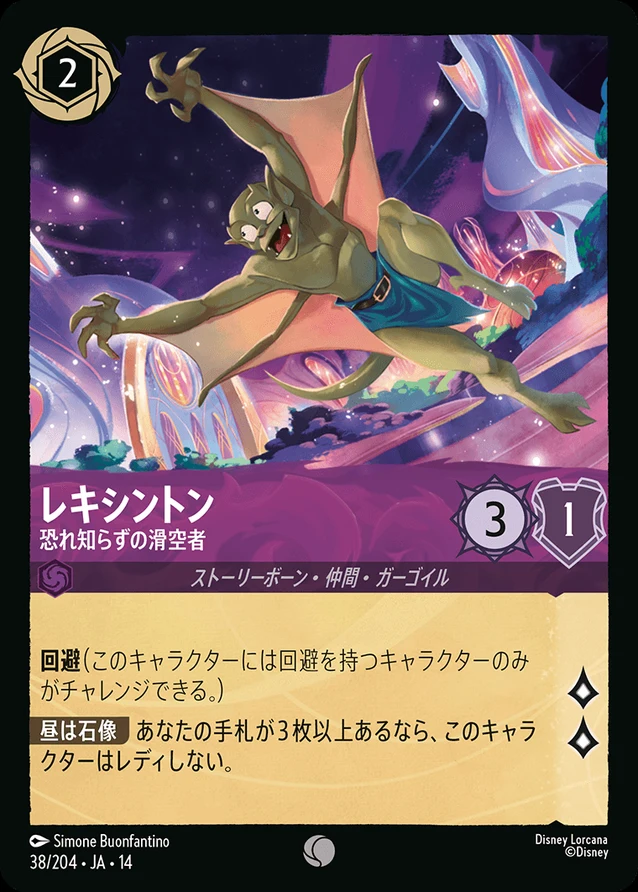 2
レキシントン
恐れ知らずの滑空者
3
1
ストーリーボーン・仲間・ガーゴイル
回避(このキャラクターには回避を持つキャラクターのみ
がチャレンジできる。)
昼は石像 あなたの手札が3枚以上あるなら、このキャラ
クターはレディしない。
Simone Buonfantino
38/204・JA・14
Disney Lorcana
©Disney